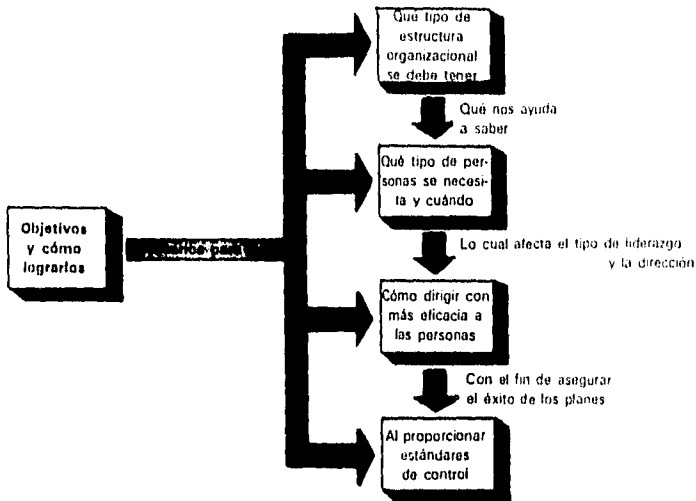 Qué tipo de
estructura
organizacional
se debe tener
Qué nos ayuda
a saber
Qué tipo de per-
sonas se necesi-
ta y cuándo
Objetivos
y cómo
lograrlos
para
Lo cual afecta el tipo de liderazgo
y la dirección
Cómo dirigir con
más eficacia a
las personas
Con el fin de asegurar
el éxito de los planes
Al proporcionar
estándares
de control